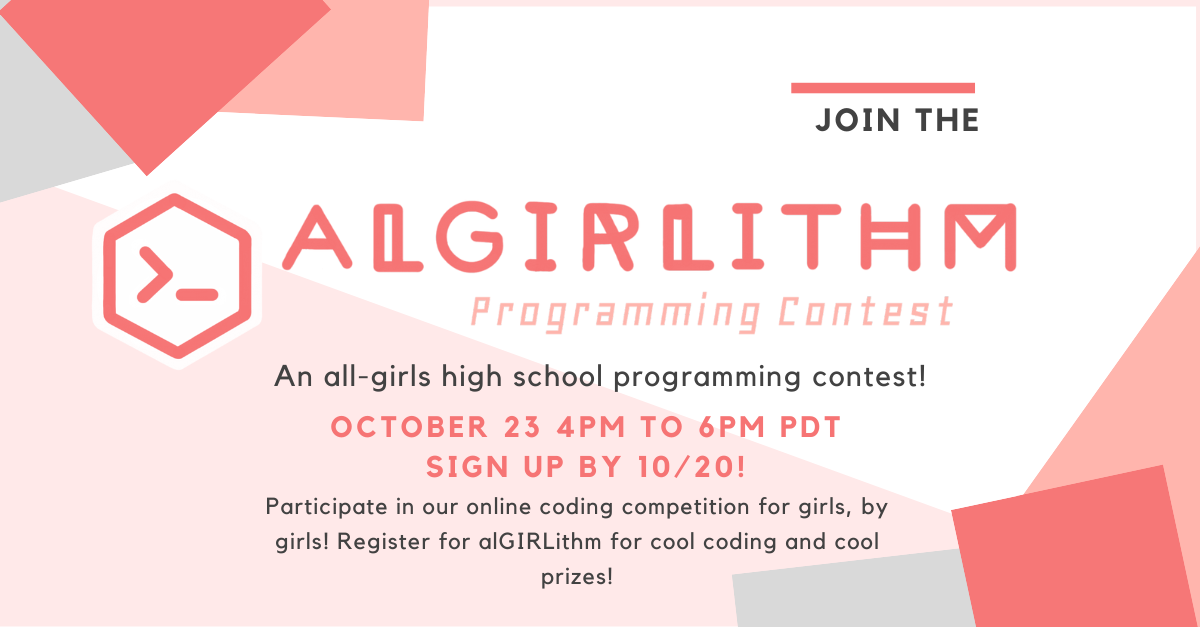 JOIN THE
ALGIRLITHM
Programming Contest
An all-girls high school programming contest!
OCTOBER 23 4PM TO 6PM PDT
SIGN UP BY 10/20!
Participate in our online coding competition for girls, by
girls! Register for alGIRLithm for cool coding and cool
prizes!